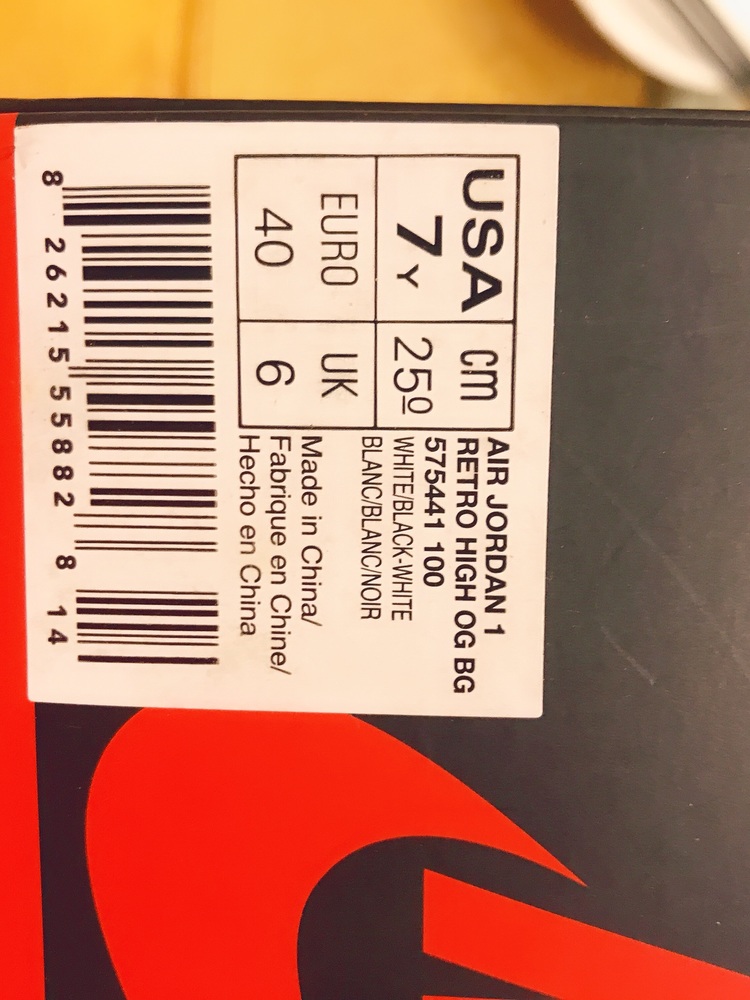 USA
7 Y
cm
25º
EURO
40
UK
6
AIR JORDAN 1
RETRO HIGH OG BG
575441 100
WHITE/BLACK-WHITE
BLANC/BLANC/NOIR
Made in China/
Fabrique en Chine/
Hecho en China
8 26215 55882 8 14